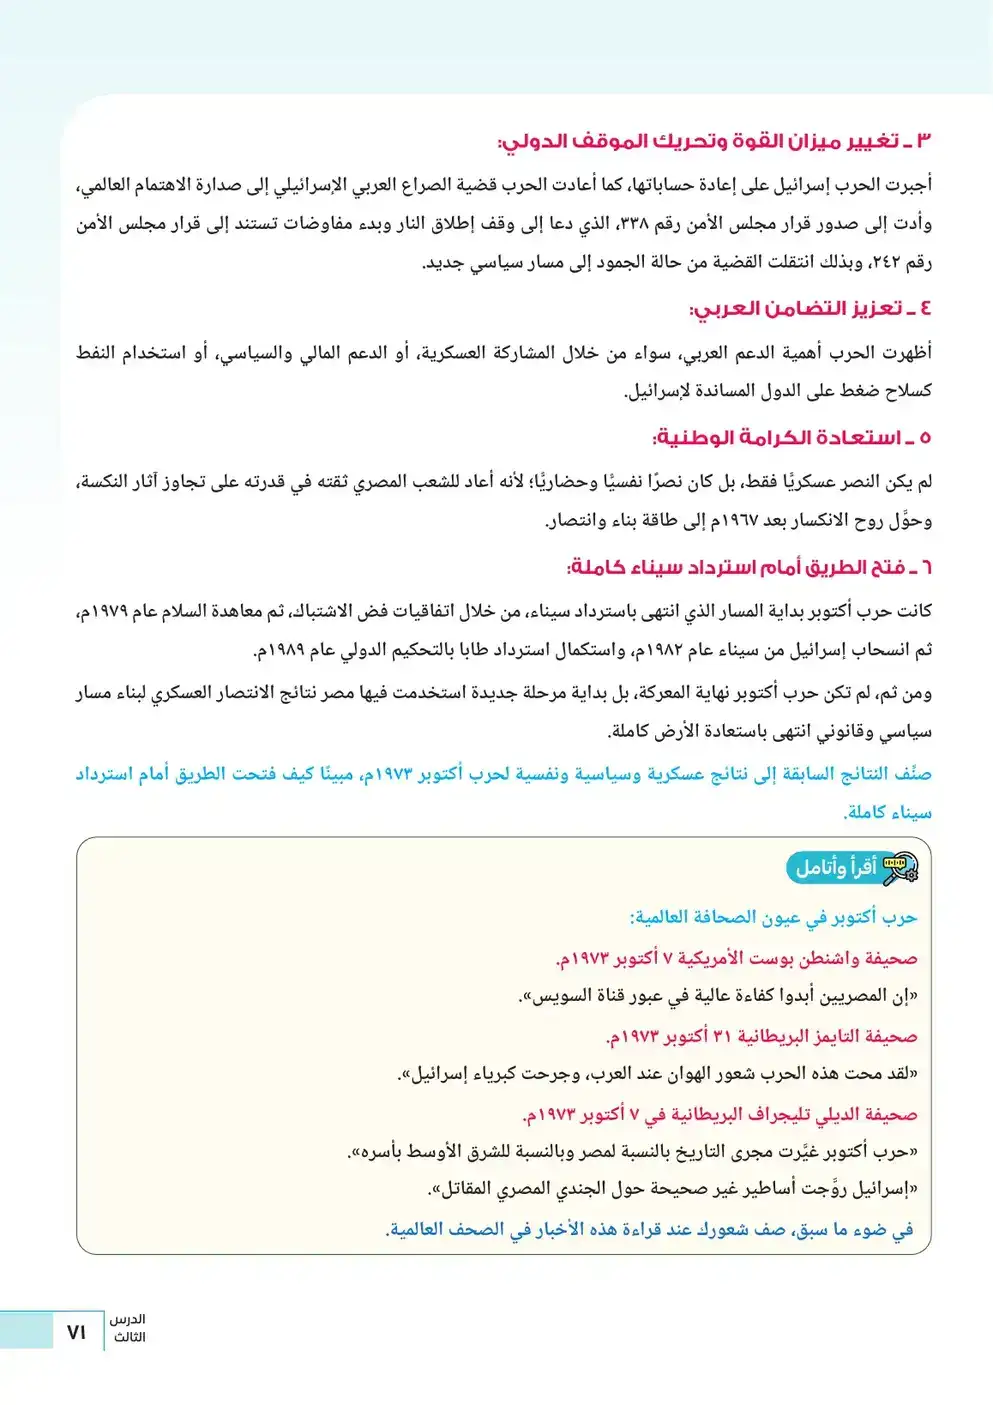 ٣ ـ تغيير ميزان القوة وتحريك الموقف الدولي:
أجبرت الحرب إسرائيل على إعادة حساباتها، كما أعادت الحرب قضية الصراع العربي الإسرائيلي إلى صدارة الاهتمام العالمي،
وأدت إلى صدور قرار مجلس الأمن رقم ٣٣٨، الذي دعا إلى وقف إطلاق النار وبدء مفاوضات تستند إلى قرار مجلس الأمن
رقم ٢٤٢، وبذلك انتقلت القضية من حالة الجمود إلى مسار سياسي جديد.
٤ ـ تعزيز التضامن العربي:
أظهرت الحرب أهمية الدعم العربي، سواء من خلال المشاركة العسكرية، أو الدعم المالي والسياسي، أو استخدام النفط
كسلاح ضغط على الدول المساندة لإسرائيل.
٥ ـ استعادة الكرامة الوطنية:
لم يكن النصر عسكريًّا فقط، بل كان نصرًا نفسيًّا وحضاريًّا؛ لأنه أعاد للشعب المصري ثقته في قدرته على تجاوز آثار النكسة،
وحوَّل روح الانكسار بعد ١٩٦٧م إلى طاقة بناء وانتصار.
٦ ـ فتح الطريق أمام استرداد سيناء كاملة:
كانت حرب أكتوبر بداية المسار الذي انتهى باسترداد سيناء، من خلال اتفاقيات فض الاشتباك، ثم معاهدة السلام عام ١٩٧٩م،
ثم انسحاب إسرائيل من سيناء عام ١٩٨٢م، واستكمال استرداد طابا بالتحكيم الدولي عام ١٩٨٩م.
ومن ثم، لم تكن حرب أكتوبر نهاية المعركة، بل بداية مرحلة جديدة استخدمت فيها مصر نتائج الانتصار العسكري لبناء مسار
سياسي وقانوني انتهى باستعادة الأرض كاملة.
صنِّف النتائج السابقة إلى نتائج عسكرية وسياسية ونفسية لحرب أكتوبر ١٩٧٣م، مبينًا كيف فتحت الطريق أمام استرداد
سيناء كاملة.
أقرأ وأتامل
حرب أكتوبر في عيون الصحافة العالمية:
صحيفة واشنطن بوست الأمريكية ٧ أكتوبر ١٩٧٣م.
«إن المصريين أبدوا كفاءة عالية في عبور قناة السويس».
صحيفة التايمز البريطانية ٣١ أكتوبر ١٩٧٣م.
«لقد محت هذه الحرب شعور الهوان عند العرب، وجرحت كبرياء إسرائيل».
صحيفة الديلي تليجراف البريطانية في ٧ أكتوبر ١٩٧٣م.
«حرب أكتوبر غيَّرت مجرى التاريخ بالنسبة لمصر وبالنسبة للشرق الأوسط بأسره».
«إسرائيل روَّجت أساطير غير صحيحة حول الجندي المصري المقاتل».
في ضوء ما سبق، صف شعورك عند قراءة هذه الأخبار في الصحف العالمية.
الدرس
الثالث
٧١